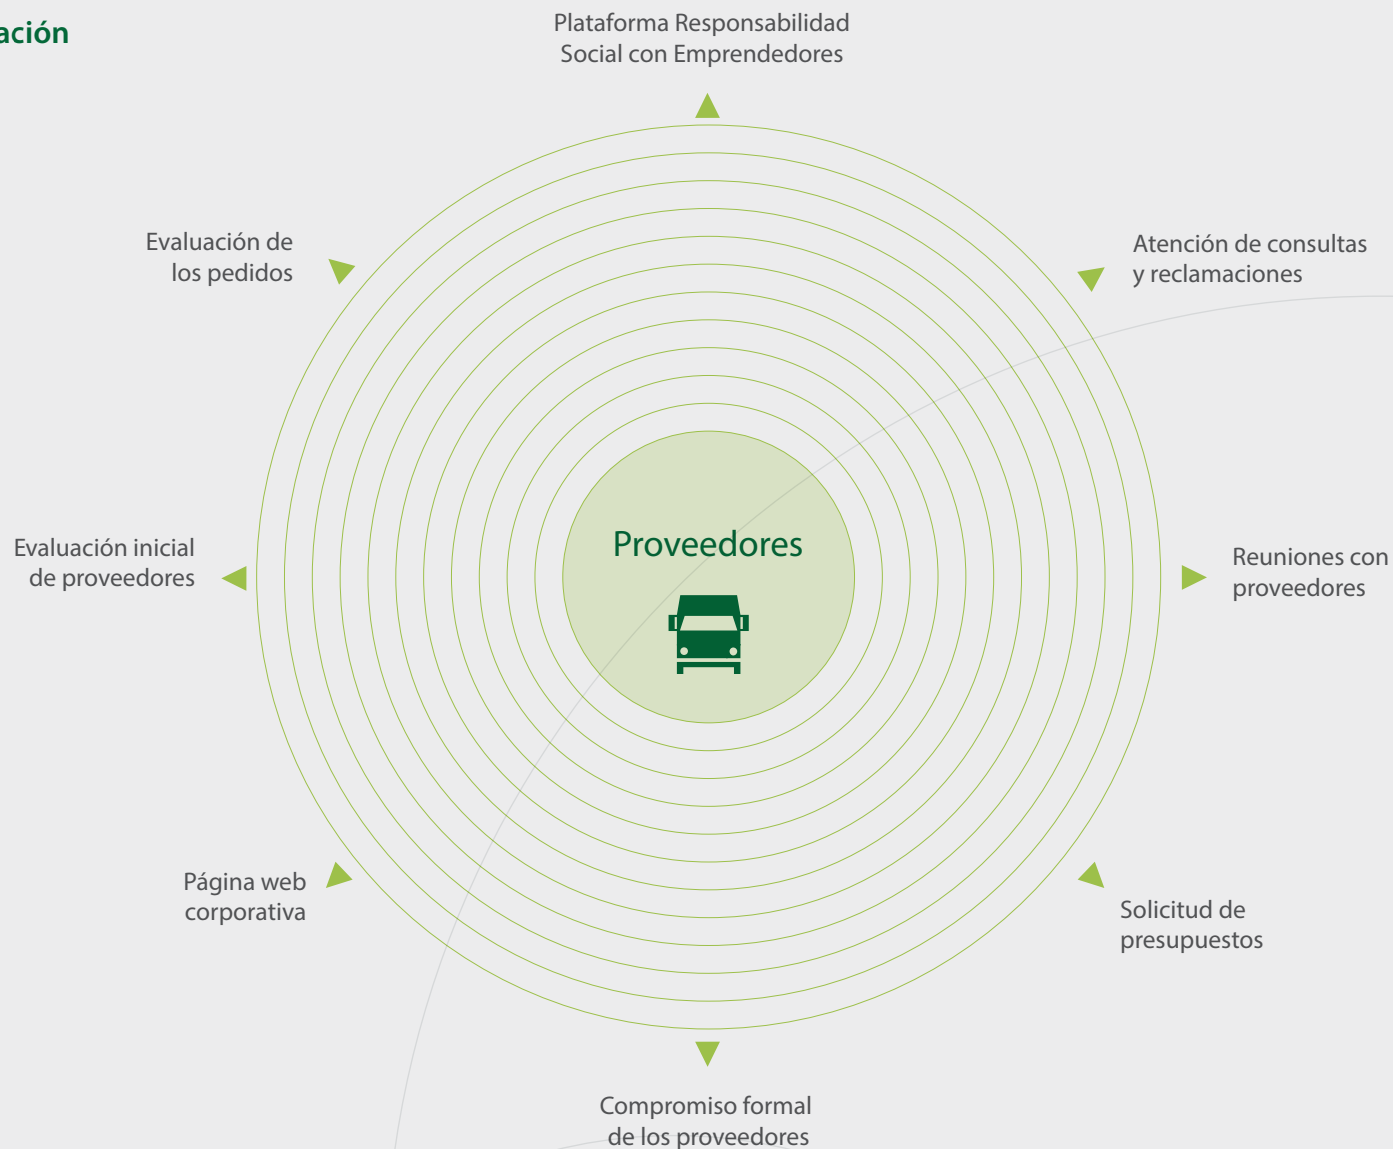 ación
Plataforma Responsabilidad
Social con Emprendedores
Evaluación de
los pedidos
Atención de consultas
y reclamaciones
Evaluación inicial
de proveedores
Proveedores
Reuniones con
proveedores
Página web
corporativa
Solicitud de
presupuestos
Compromiso formal
de los proveedores